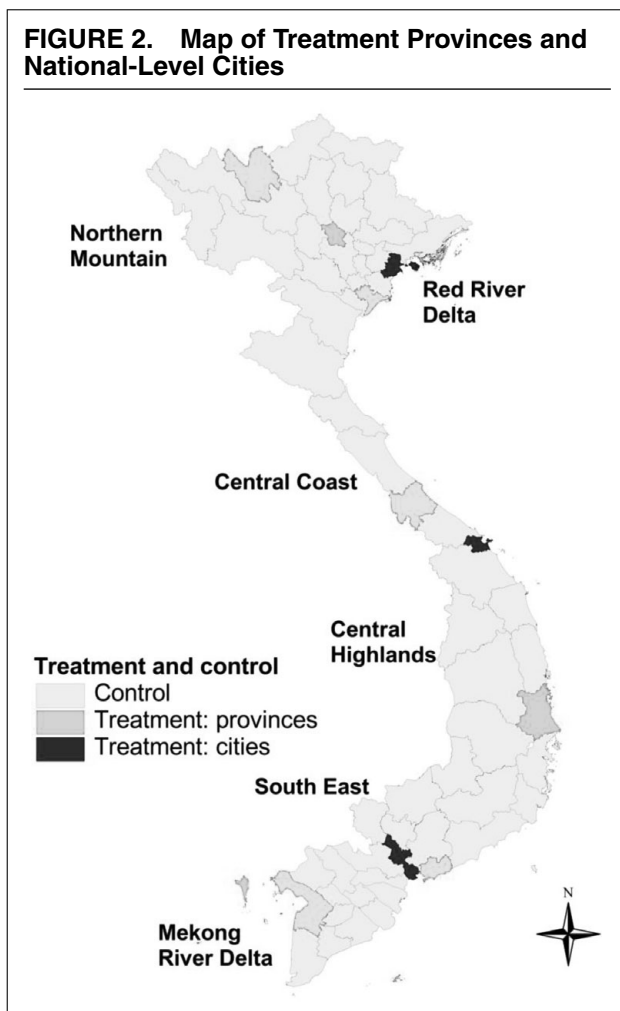 FIGURE 2. Map of Treatment Provinces and
National-Level Cities
Northern
Mountain
Red River
Delta
Central Coast
Central
Highlands
Treatment and control
Control
Treatment: provinces
Treatment: cities
South East
Mekong
River Delta
N